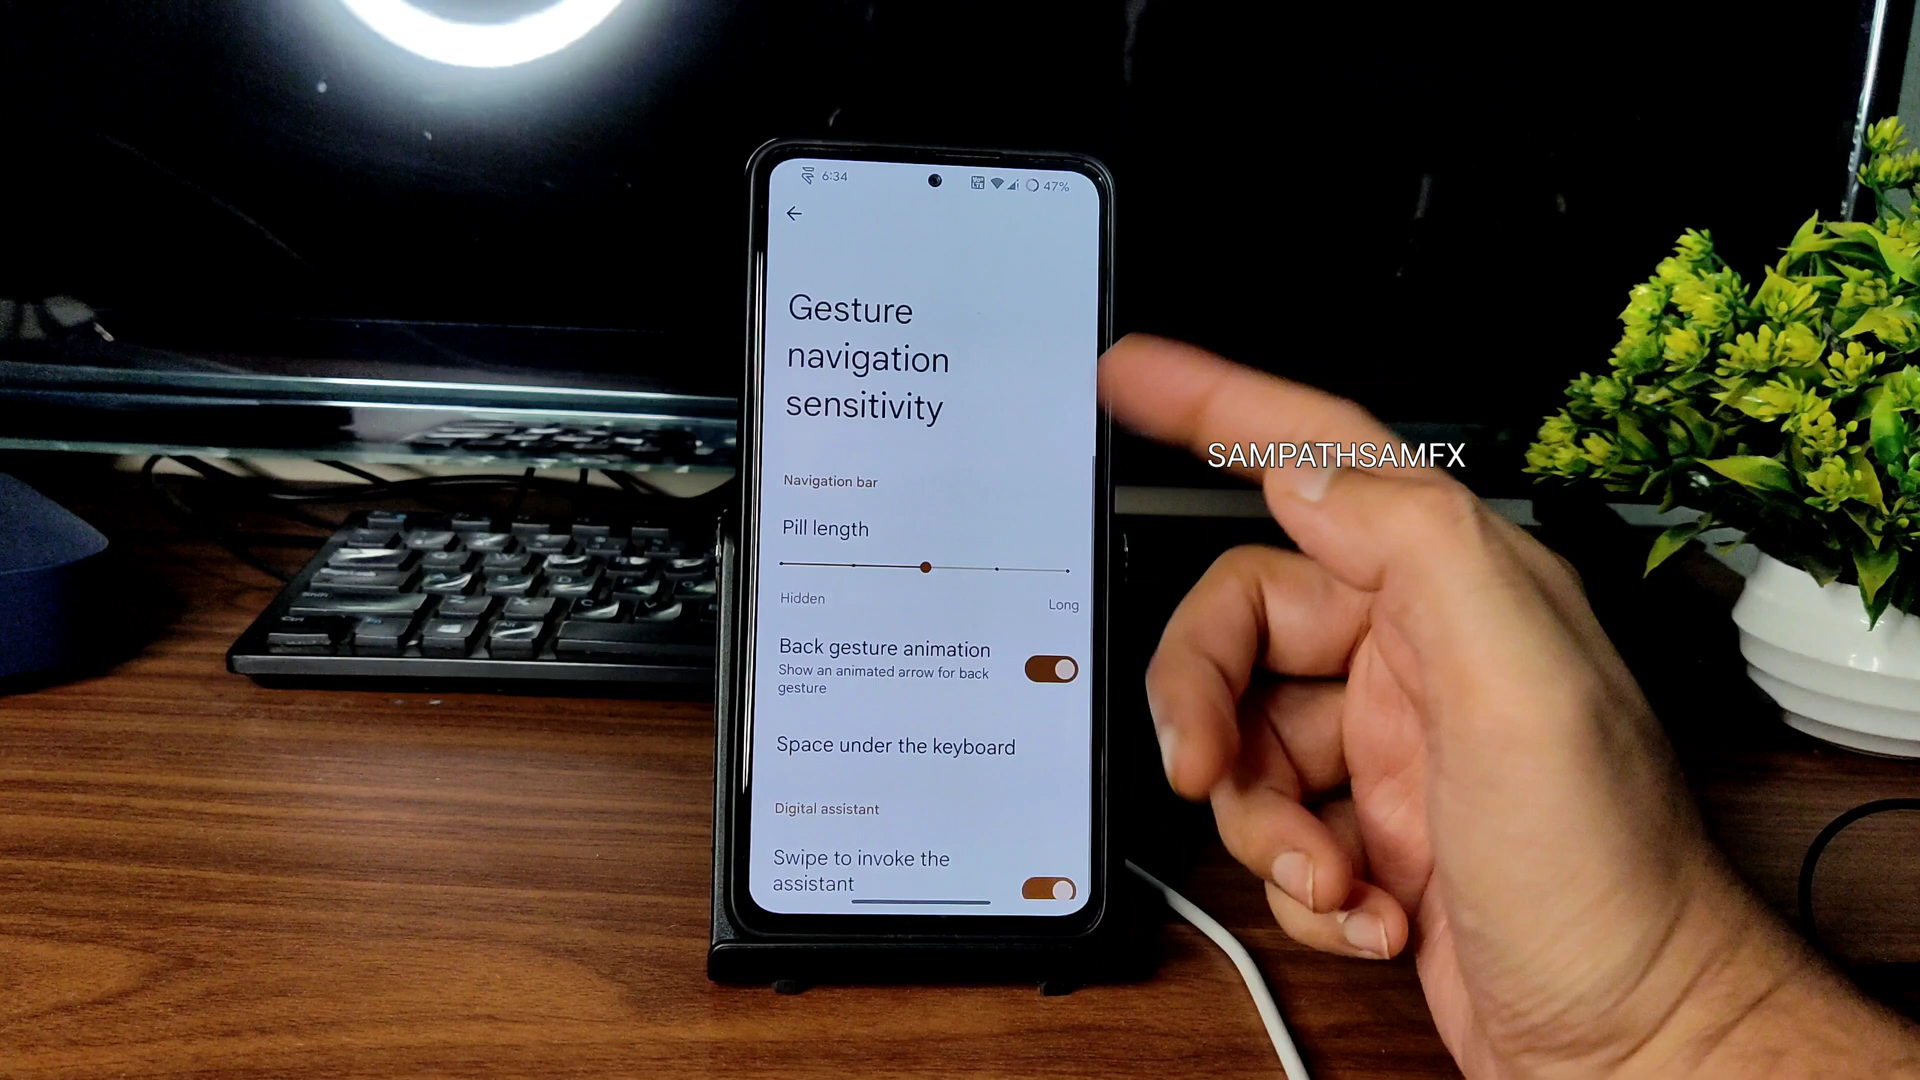 6:34
47%
Gesture
navigation
sensitivity
Navigation bar
Pill length
Hidden
Long
Back gesture animation
Show an animated arrow for back
gesture
Space under the keyboard
Digital assistant
Swipe to invoke the
assistant
SAMPATHSAMFX